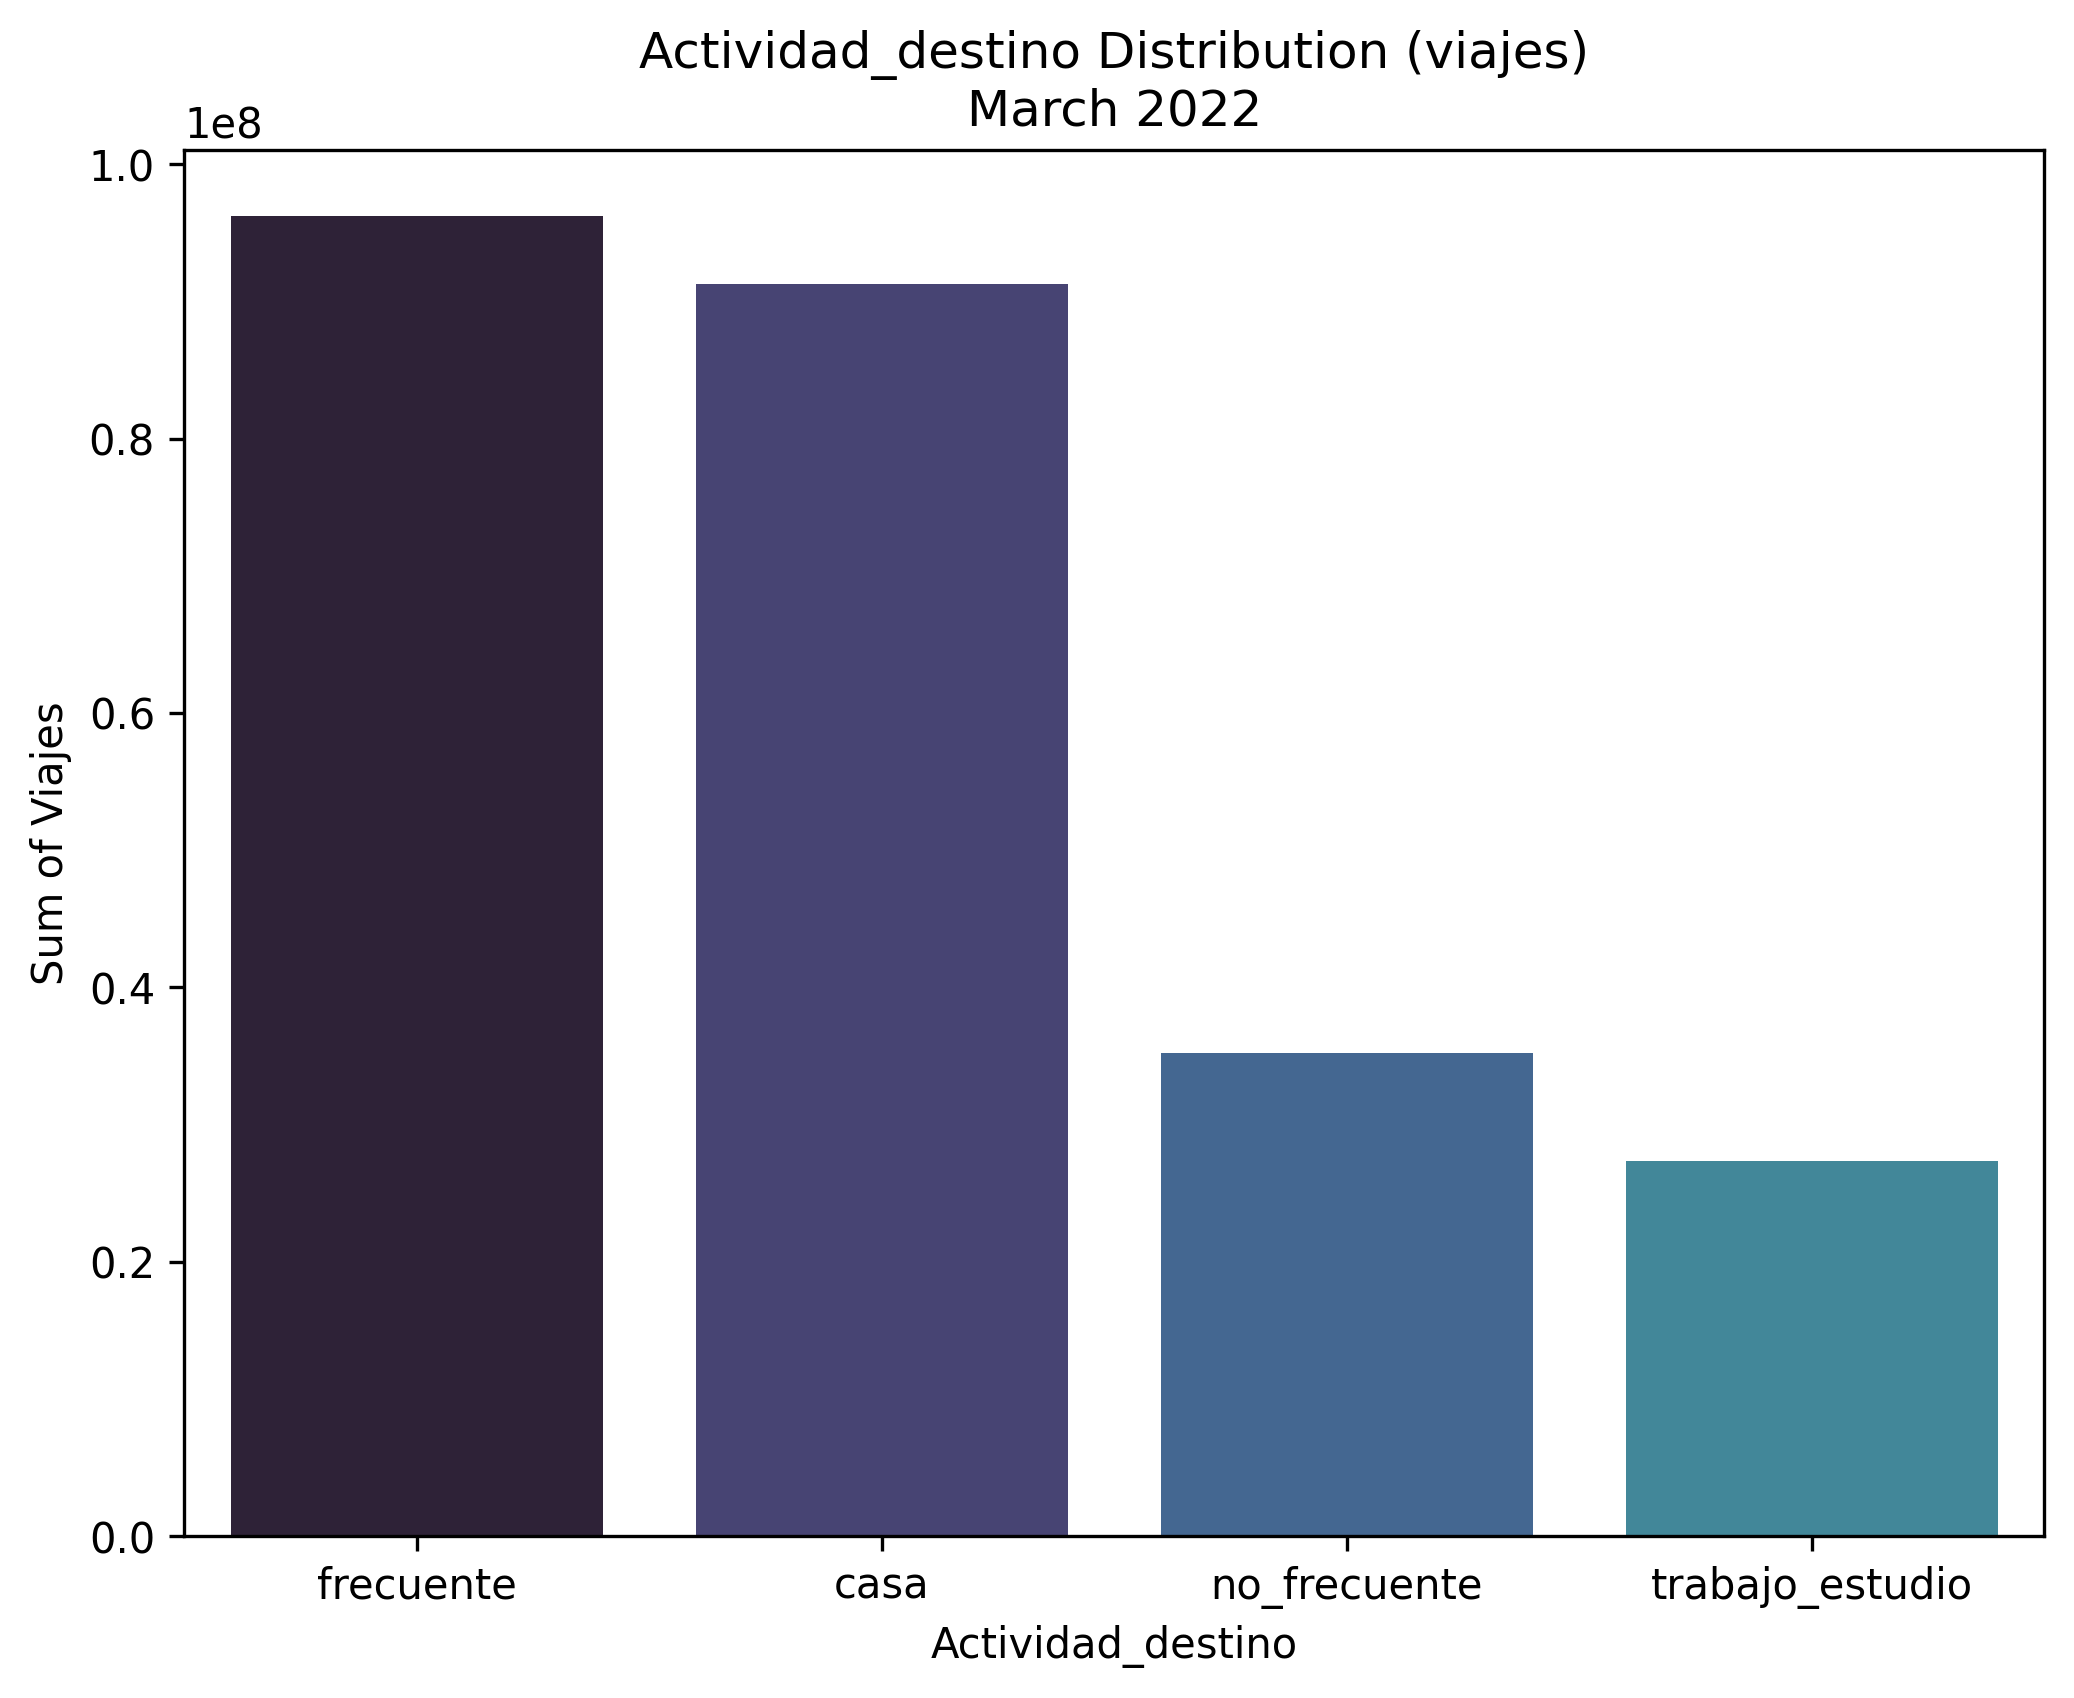 Actividad_destino Distribution (viajes)
March 2022
1e8
1.0
0.8
0.6
0.4
0.2
0.0
Sum of Viajes
frecuente
casa
no_frecuente
trabajo_estudio
Actividad_destino